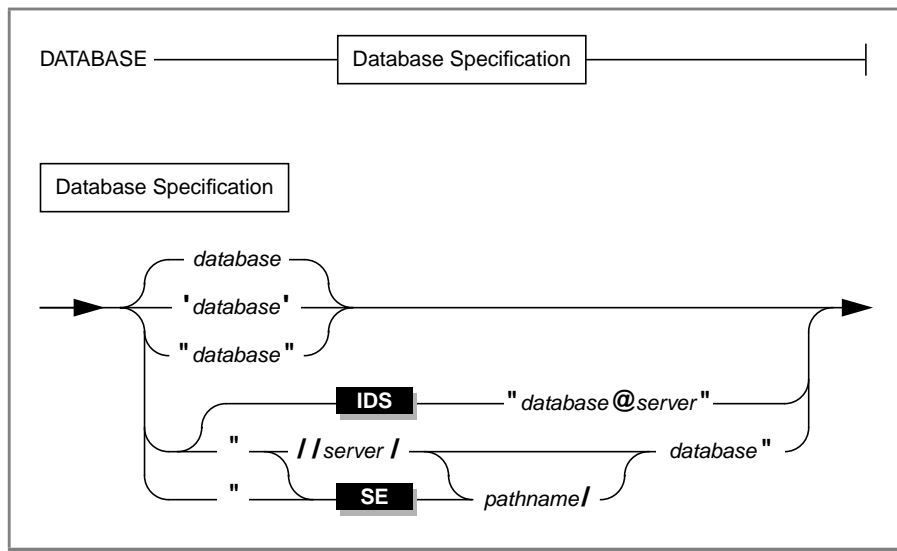 DATABASE Database Specification
Database Specification
database
'database'
"database"
IDS "database@server"
" //server/ database"
" SE pathname/